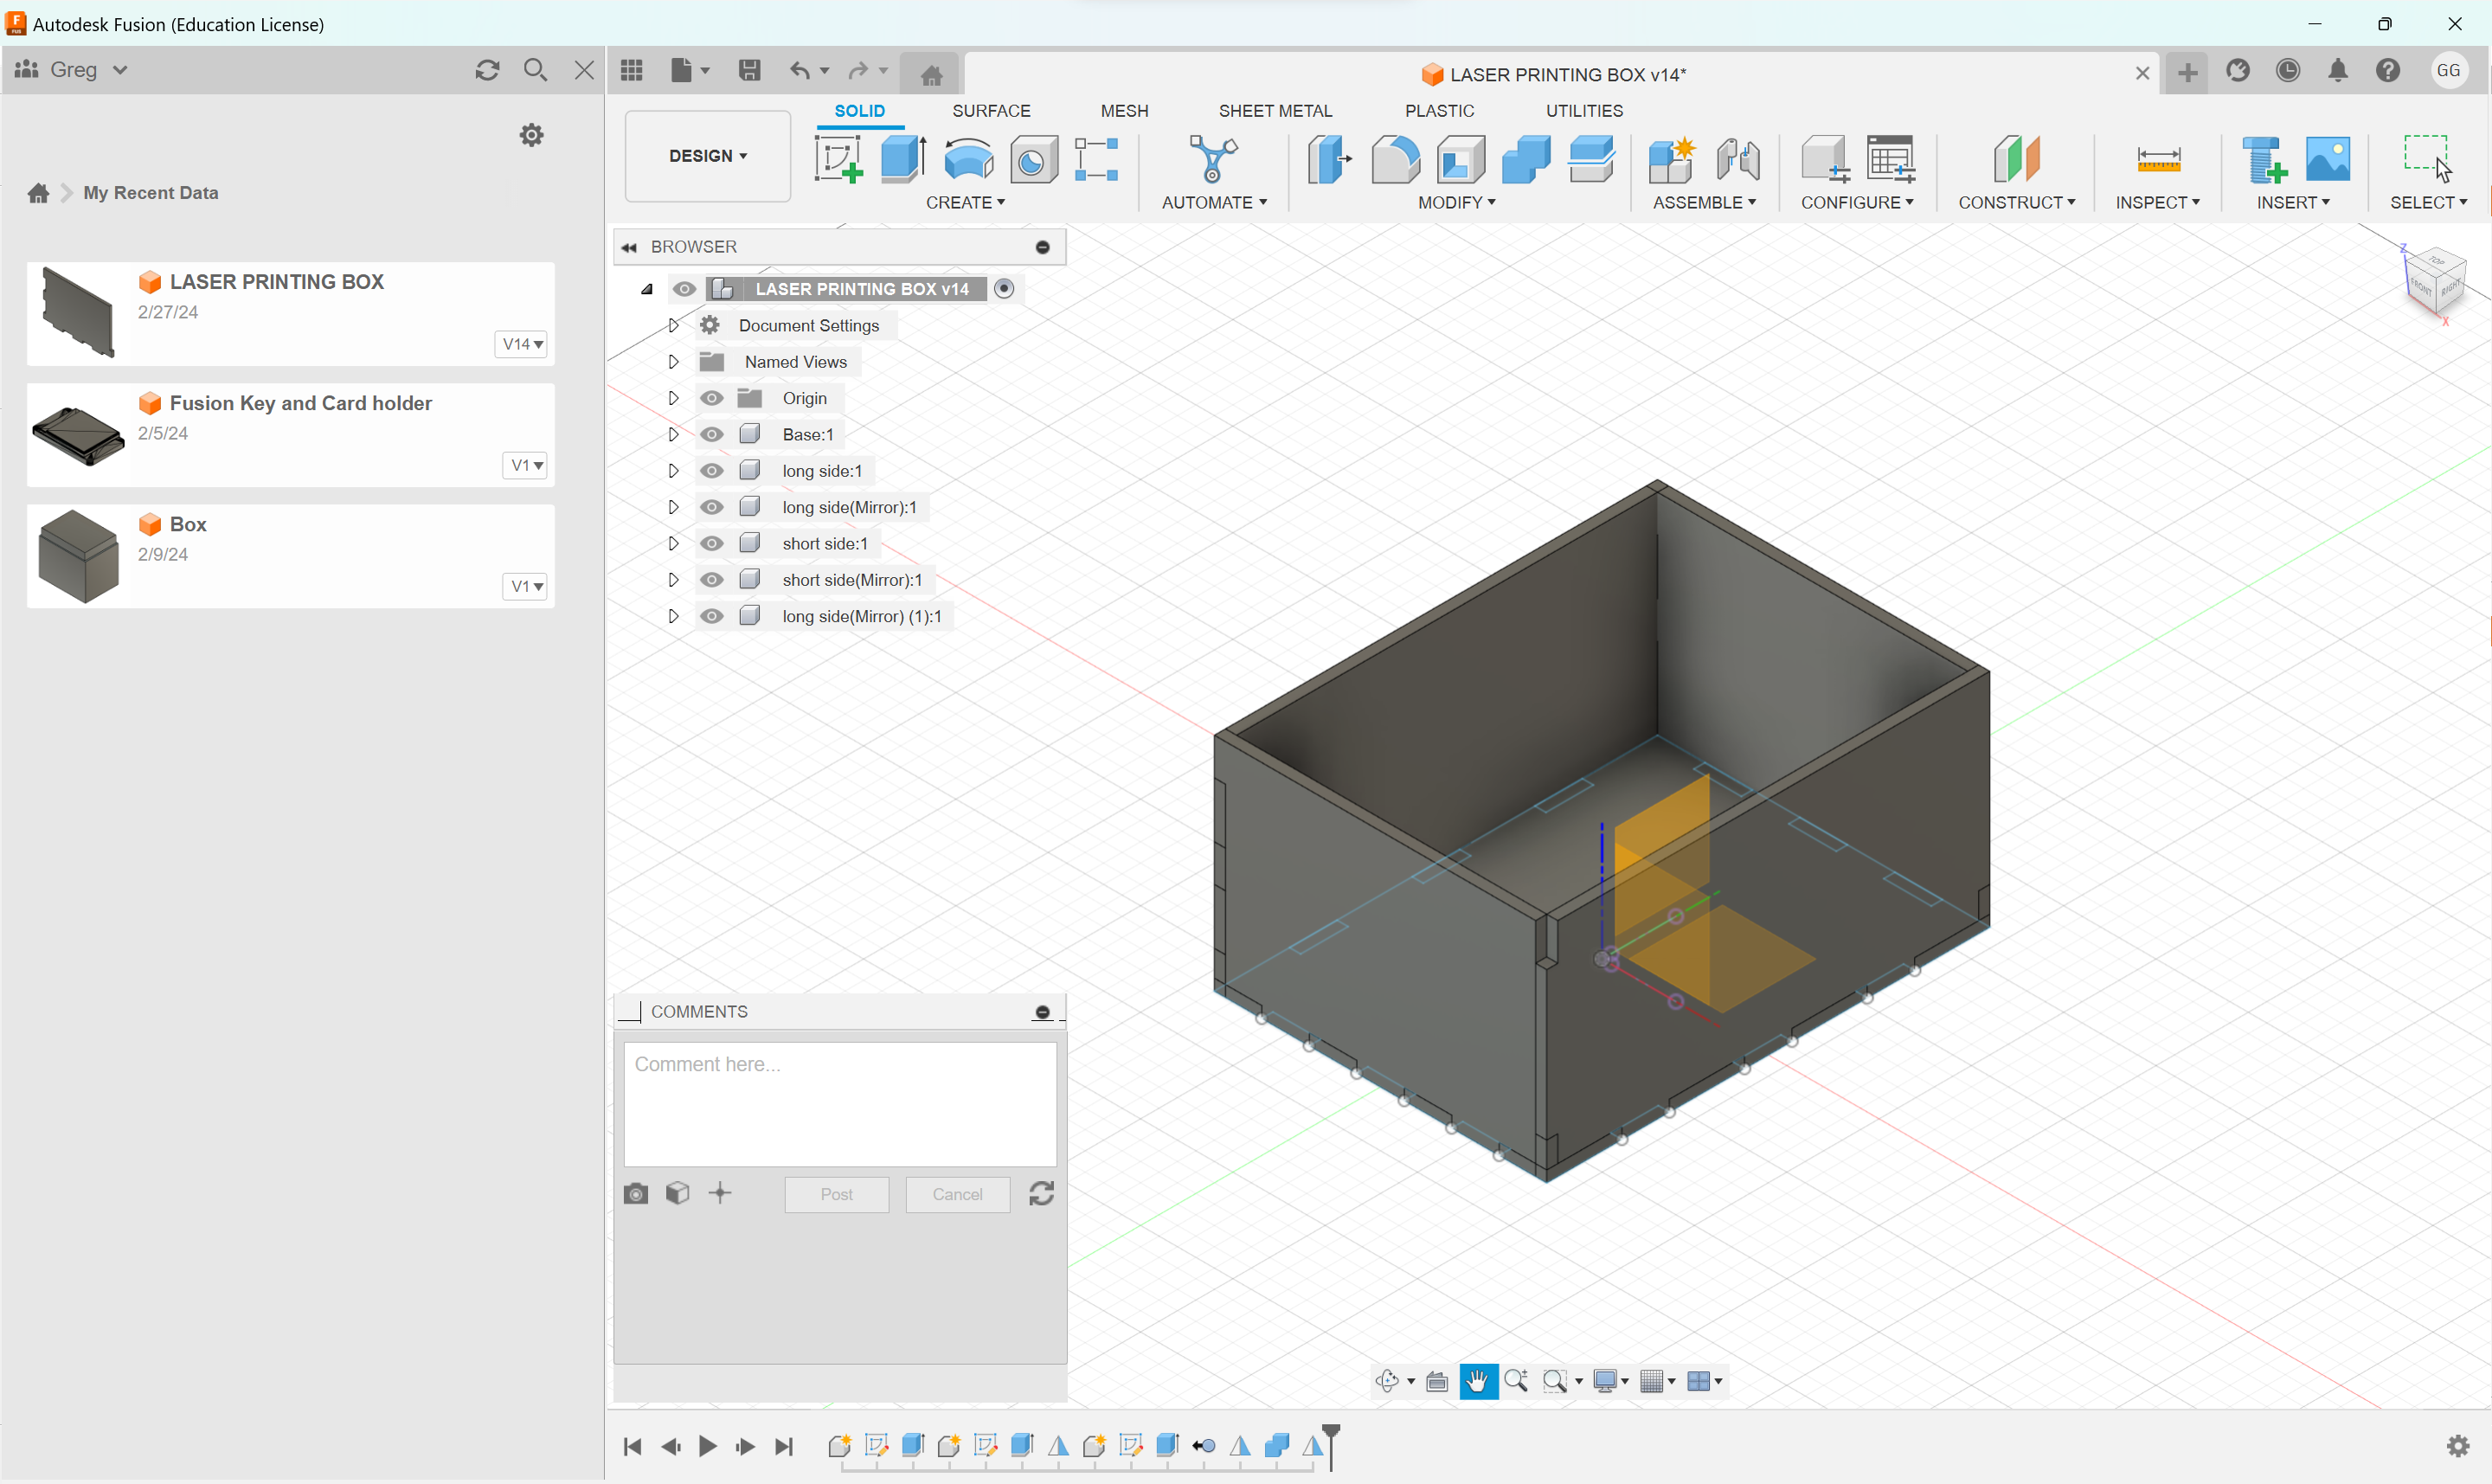 Autodesk Fusion (Education License)
Greg
LASER PRINTING BOX v14*
GG
DESIGN
SOLID
SURFACE
MESH
SHEET METAL
PLASTIC
UTILITIES
CREATE
AUTOMATE
MODIFY
ASSEMBLE
CONFIGURE
CONSTRUCT
INSPECT
INSERT
SELECT
My Recent Data
LASER PRINTING BOX
2/27/24
V14
Fusion Key and Card holder
2/5/24
V1
Box
2/9/24
V1
BROWSER
LASER PRINTING BOX v14
Document Settings
Named Views
Origin
Base:1
long side:1
long side(Mirror):1
short side:1
short side(Mirror):1
long side(Mirror) (1):1
Z
TOP
FRONT
RIGHT
X
COMMENTS
Comment here...
Post
Cancel